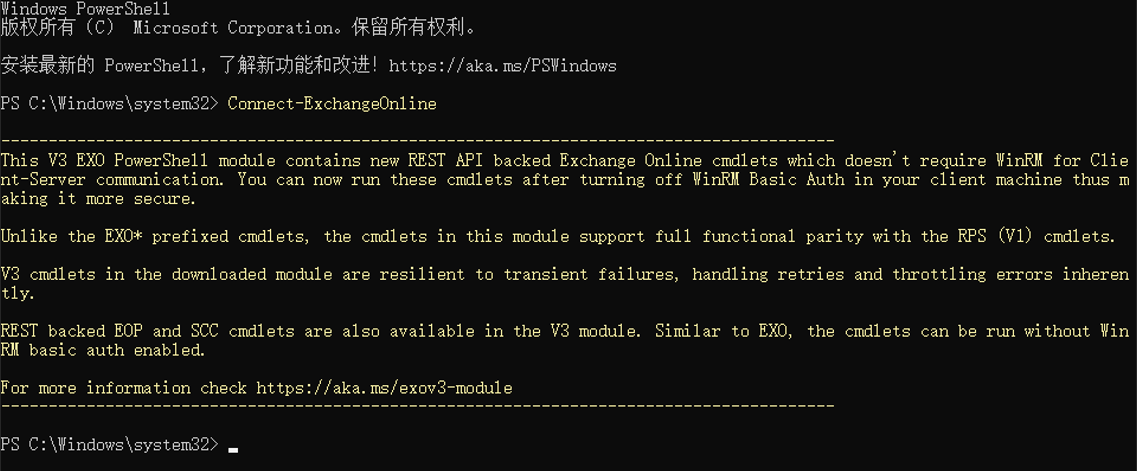 Windows PowerShell
版权所有 (C)  Microsoft Corporation。保留所有权利。
安装最新的 PowerShell，了解新功能和改进！https://aka.ms/PSWindows
PS C:\Windows\system32> Connect-ExchangeOnline
----------------------------------------------------------------------------------------
This V3 EXO PowerShell module contains new REST API backed Exchange Online cmdlets which doesn't require WinRM for Clie
nt-Server communication. You can now run these cmdlets after turning off WinRM Basic Auth in your client machine thus m
aking it more secure.
Unlike the EXO* prefixed cmdlets, the cmdlets in this module support full functional parity with the RPS (V1) cmdlets.
V3 cmdlets in the downloaded module are resilient to transient failures, handling retries and throttling errors inheren
tly.
REST backed EOP and SCC cmdlets are also available in the V3 module. Similar to EXO, the cmdlets can be run without Win
RM basic auth enabled.
For more information check https://aka.ms/exov3-module
----------------------------------------------------------------------------------------
PS C:\Windows\system32> _